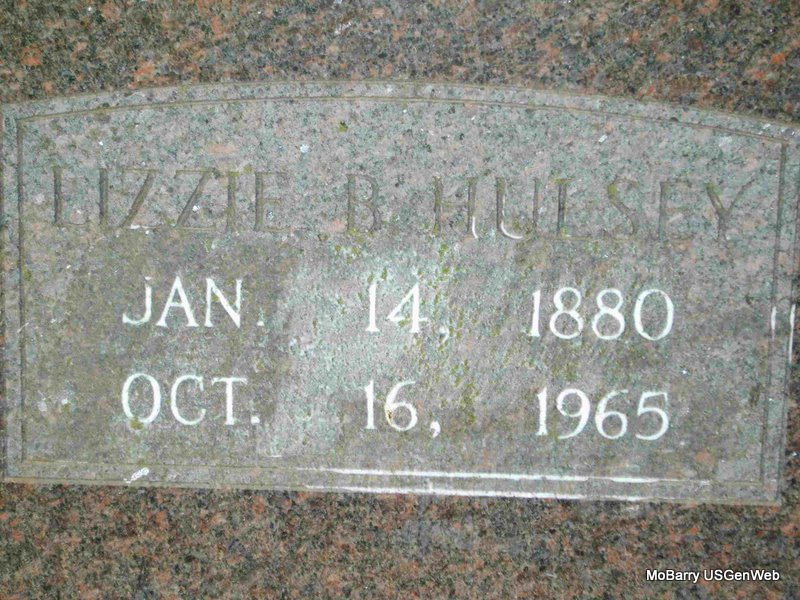 LIZZIE B. HULSEY
JAN. 14, 1880
OCT. 16, 1965
MoBarry USGenWeb